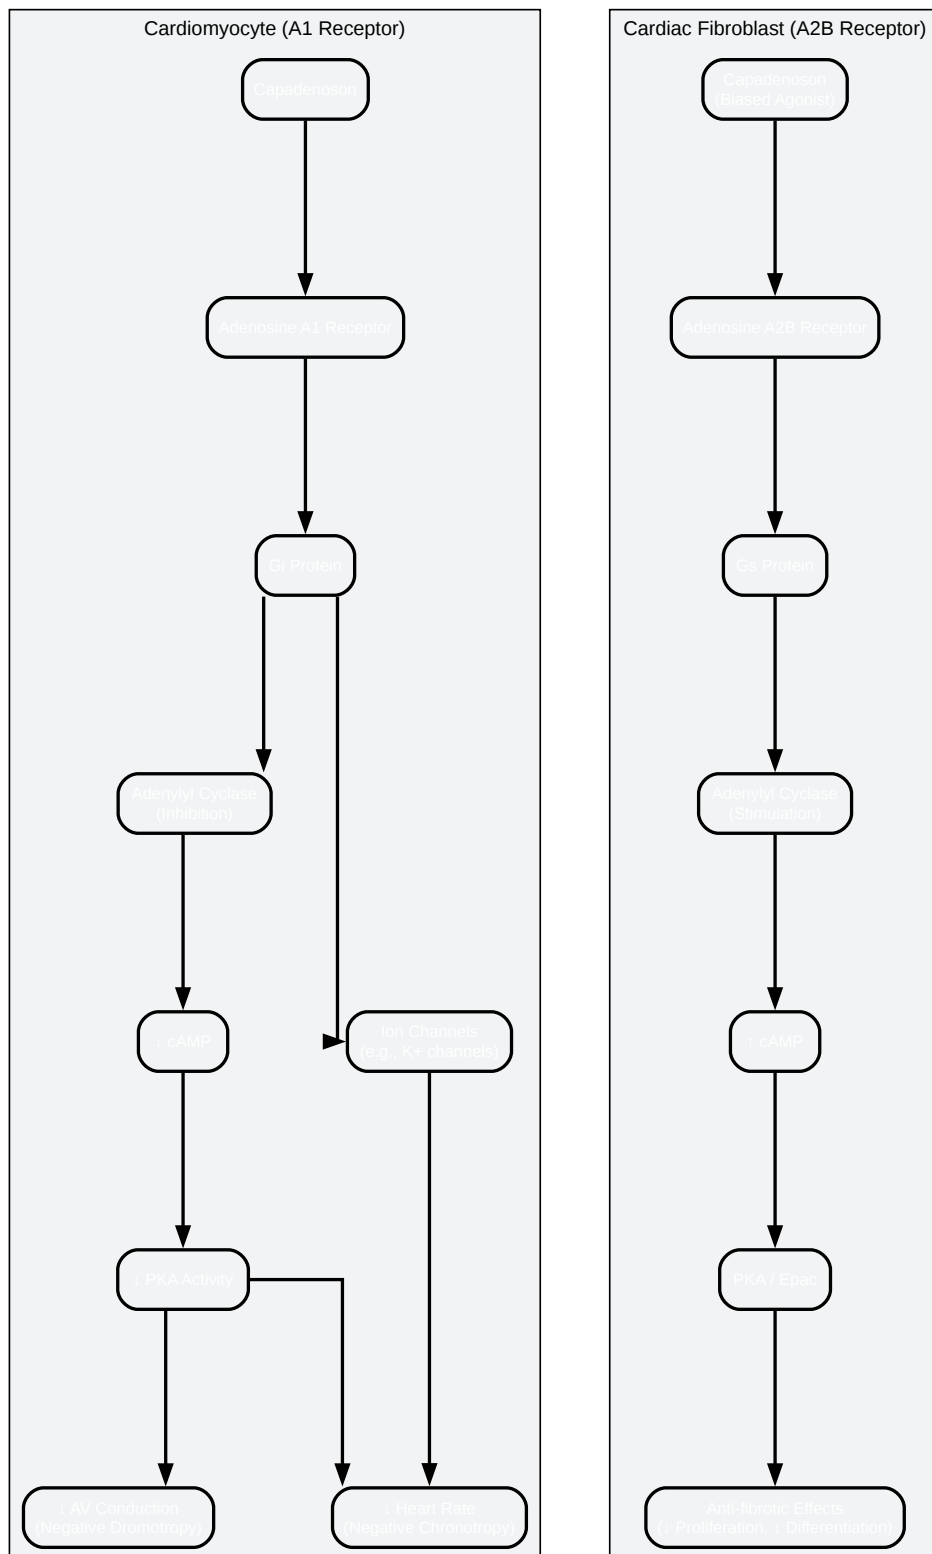 Cardiomyocyte (A1 Receptor)
Capadenoson
Adenosine A1 Receptor
Gi Protein
Adenylyl Cyclase
(Inhibition)
↓ cAMP
Ion Channels
(e.g., K+ channels)
↓ PKA Activity
↓ AV Conduction
(Negative Dromotropy)
↓ Heart Rate
(Negative Chronotropy)
Cardiac Fibroblast (A2B Receptor)
Capadenoson
(Biased Agonist)
Adenosine A2B Receptor
Gs Protein
Adenylyl Cyclase
(Stimulation)
↑ cAMP
PKA / Epac
Anti-fibrotic Effects
(↓ Proliferation, ↓ Differentiation)